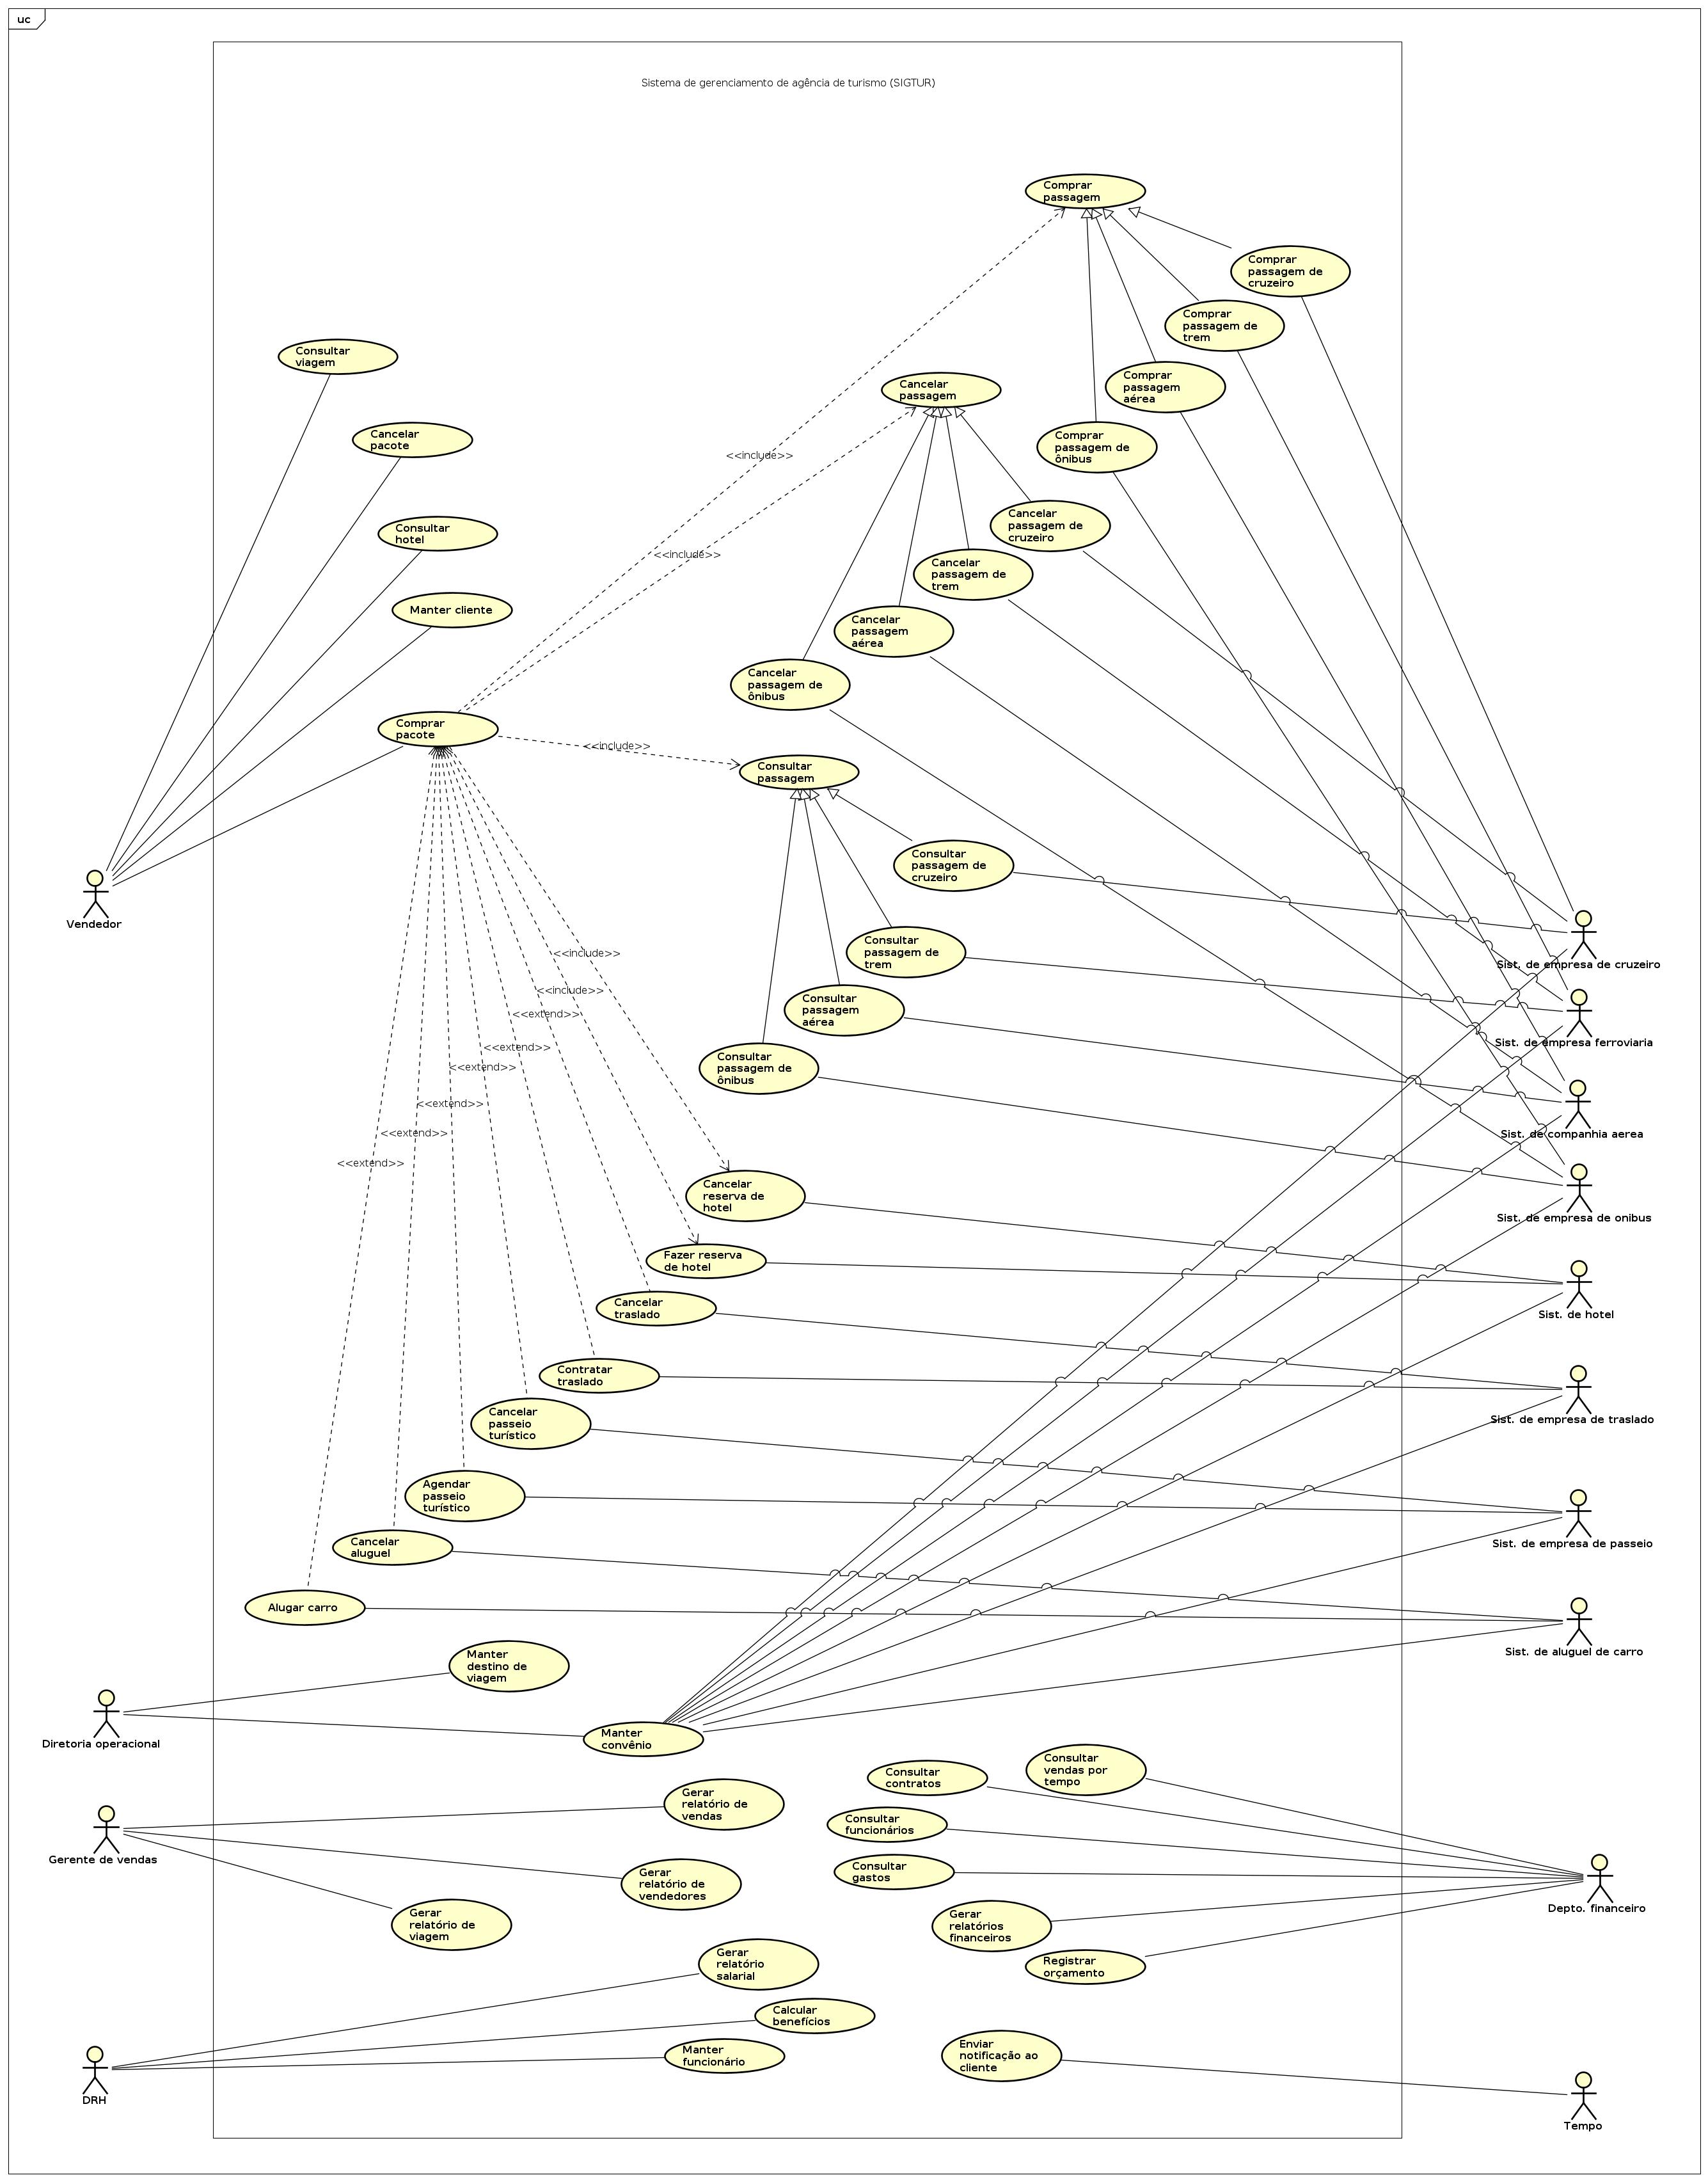 uc
Sistema de gerenciamento de agência de turismo (SIGTUR)
Comprar
passagem
Comprar
passagem de
cruzeiro
Comprar
passagem de
trem
Comprar
passagem
aérea
Comprar
passagem de
ônibus
Consultar
viagem
Cancelar
passagem
Cancelar
pacote
<<include>>
Consultar
hotel
Cancelar
passagem de
cruzeiro
<<include>>
Cancelar
passagem de
trem
Manter cliente
Cancelar
passagem
aérea
Cancelar
passagem de
ônibus
Comprar
pacote
<<include>>
Consultar
passagem
Consultar
passagem de
cruzeiro
Vendedor
Consultar
passagem de
trem
<<include>>
Sist. de empresa de cruzeiro
<<include>>
Consultar
passagem
aérea
<<extend>>
Sist. de empresa ferroviaria
<<extend>>
Consultar
passagem de
ônibus
<<extend>>
<<extend>>
<<extend>>
Sist. de companhia aerea
<<extend>>
Cancelar
reserva de
hotel
Sist. de empresa de onibus
Fazer reserva
de hotel
Cancelar
traslado
Sist. de hotel
Contratar
traslado
Cancelar
passeio
turístico
Sist. de empresa de traslado
Agendar
passeio
turístico
Cancelar
aluguel
Sist. de empresa de passeio
Alugar carro
Sist. de aluguel de carro
Manter
destino de
viagem
Diretoria operacional
Manter
convênio
Consultar
vendas por
tempo
Consultar
contratos
Gerar
relatório de
vendas
Consultar
funcionários
Gerente de vendas
Consultar
gastos
Gerar
relatório de
vendedores
Depto. financeiro
Gerar
relatório de
viagem
Gerar
relatórios
financeiros
Registrar
orçamento
Gerar
relatório
salarial
Calcular
benefícios
Manter
funcionário
Enviar
notificação ao
cliente
DRH
Tempo